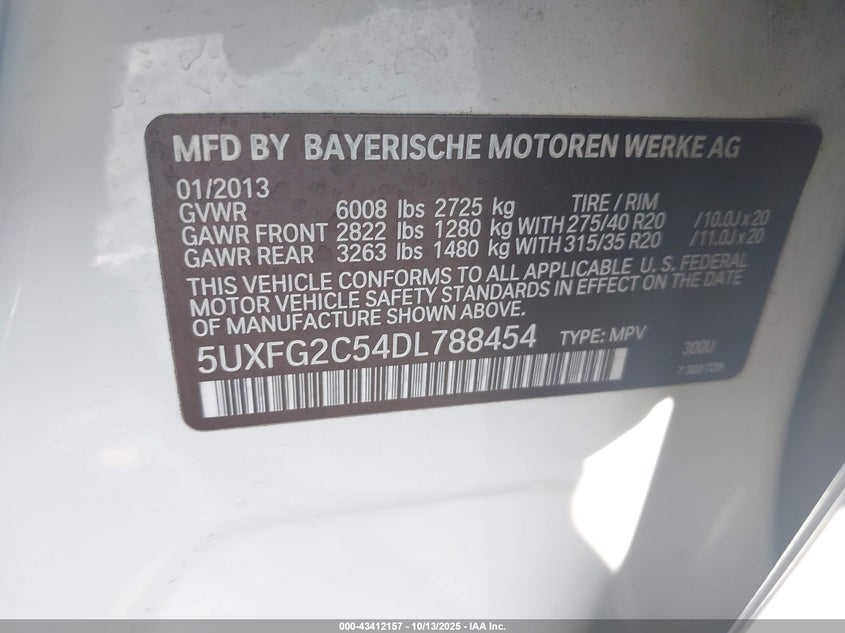 MFD BY BAYERISCHE MOTOREN WERKE AG
01/2013 TIRE / RIM
GVWR 6008 lbs 2725 kg
GAWR FRONT 2822 lbs 1280 kg WITH 275/40 R20 /10.0J x 20
GAWR REAR 3263 lbs 1480 kg WITH 315/35 R20 /11.0J x 20
THIS VEHICLE CONFORMS TO ALL APPLICABLE U. S. FEDERAL
MOTOR VEHICLE SAFETY STANDARDS IN EFFECT ON THE DATE
OF MANUFACTURE SHOWN ABOVE.
5UXFG2C54DL788454 TYPE: MPV 300U
7 320 729
000-43412157 - 10/13/2025 - IAA Inc.